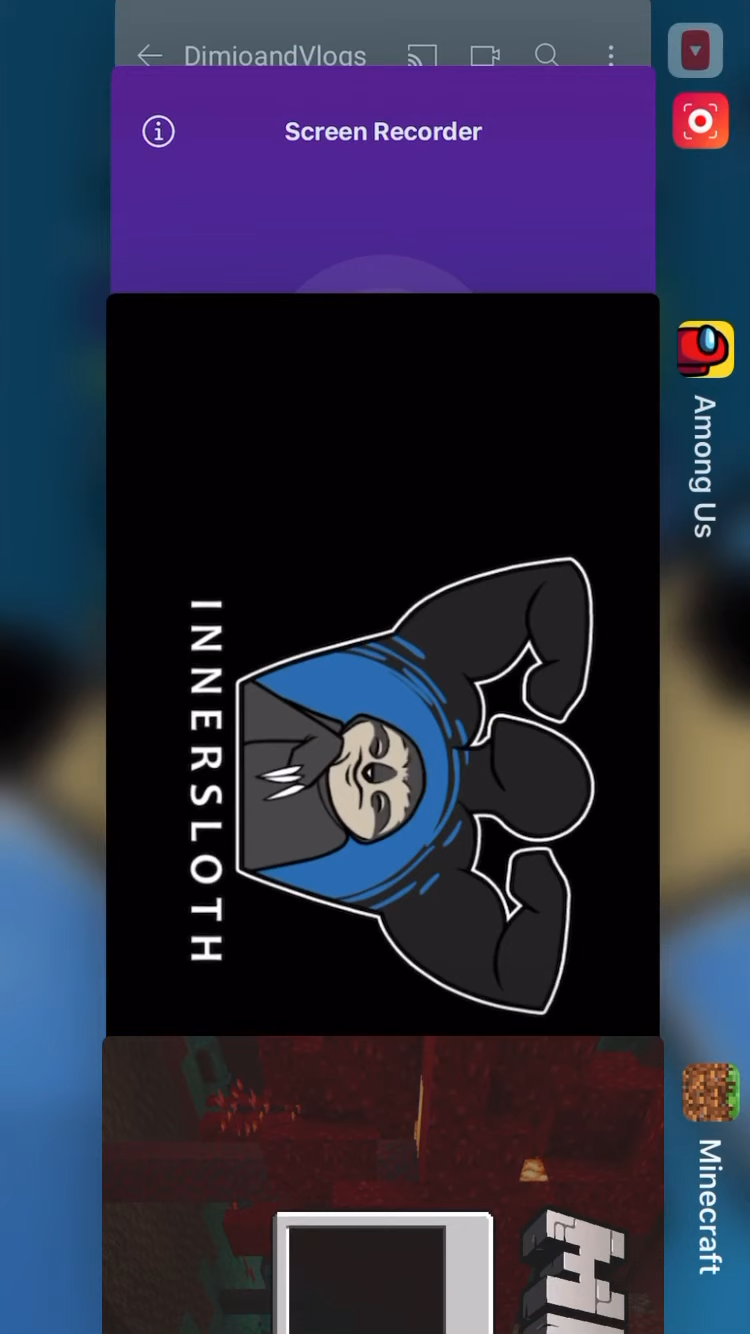 DimioandVlogs
Screen Recorder
Among Us
INNERSLOTH
Minecraft